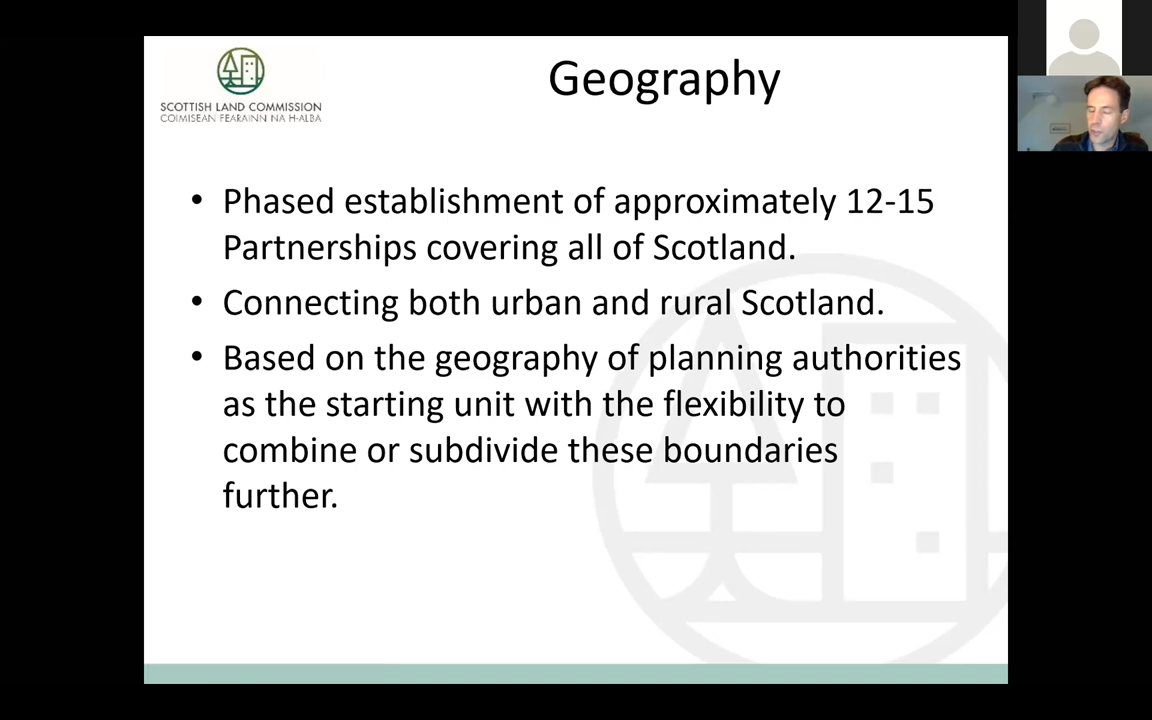 SCOTTISH LAND COMMISSION
COIMISEAN FEARAINN NA H-ALBA
Geography
• Phased establishment of approximately 12-15
Partnerships covering all of Scotland.
• Connecting both urban and rural Scotland.
• Based on the geography of planning authorities
as the starting unit with the flexibility to
combine or subdivide these boundaries
further.